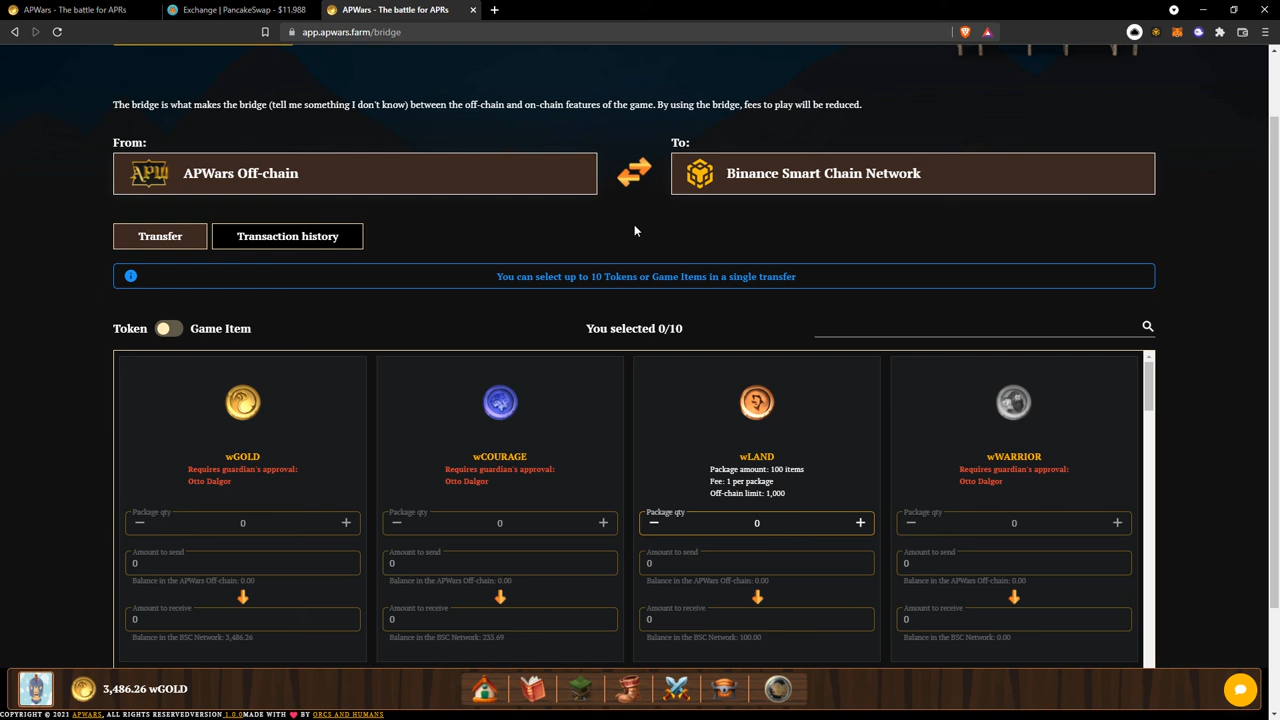 APWars - The battle for APRs
Exchange | PancakeSwap - $11.988
APWars - The battle for APRs
app.apwars.farm/bridge
The bridge is what makes the bridge (tell me something I don't know) between the off-chain and on-chain features of the game. By using the bridge, fees to play will be reduced.
From:
To:
APW
APWars Off-chain
Binance Smart Chain Network
Transfer
Transaction history
You can select up to 10 Tokens or Game Items in a single transfer
Token
Game Item
You selected 0/10
wGOLD
Requires guardian's approval:
Otto Dalgor
Package qty
0
Amount to send
0
Balance in the APWars Off-chain: 0.00
Amount to receive
0
Balance in the BSC Network: 3,486.26
wCOURAGE
Requires guardian's approval:
Otto Dalgor
Package qty
0
Amount to send
0
Balance in the APWars Off-chain: 0.00
Amount to receive
0
Balance in the BSC Network: 233.69
wLAND
Package amount: 100 items
Fee: 1 per package
Off-chain limit: 1,000
Package qty
0
Amount to send
0
Balance in the APWars Off-chain: 0.00
Amount to receive
0
Balance in the BSC Network: 100.00
wWARRIOR
Requires guardian's approval:
Otto Dalgor
Package qty
0
Amount to send
0
Balance in the APWars Off-chain: 0.00
Amount to receive
0
Balance in the BSC Network: 0.00
3,486.26 wGOLD
COPYRIGHT © 2021 APWARS, ALL RIGHTS RESERVEDVERSION 1.0.0MADE WITH ❤ BY ORCS AND HUMANS